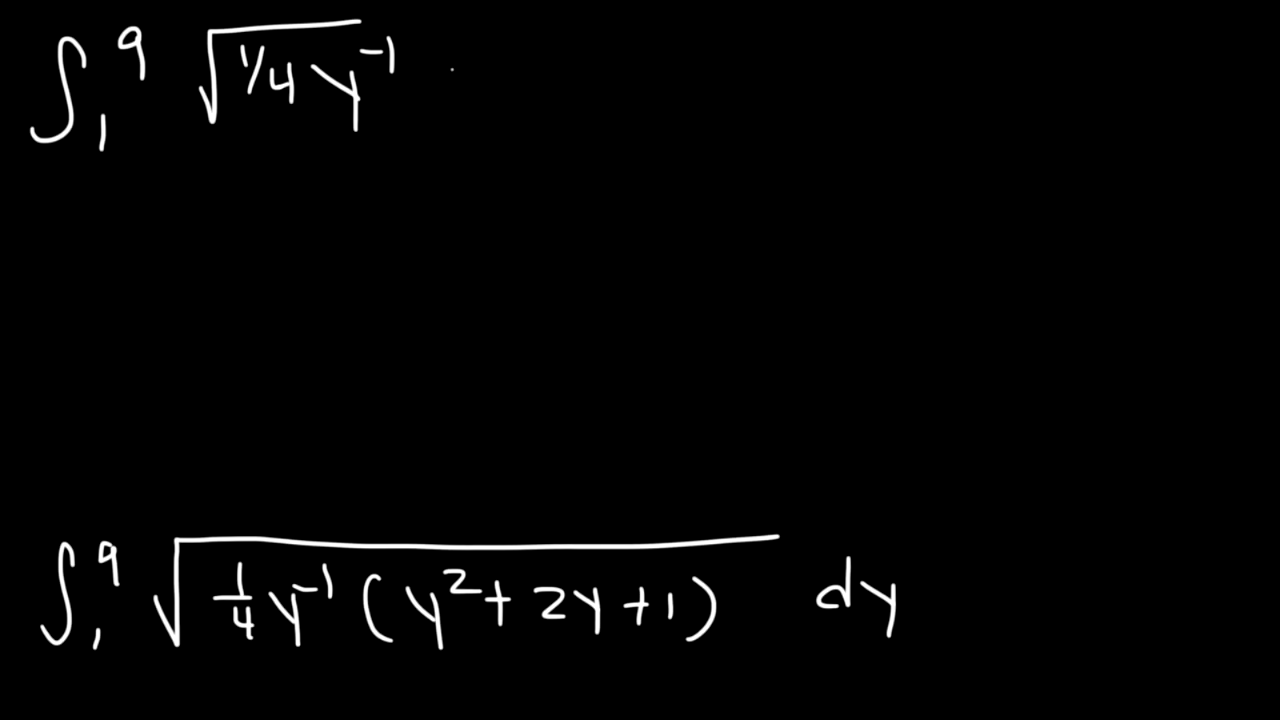 ∫₁⁹ √(1/4 y⁻¹
∫₁⁹ √(1/4 y⁻¹ (y² + 2y + 1)) dy